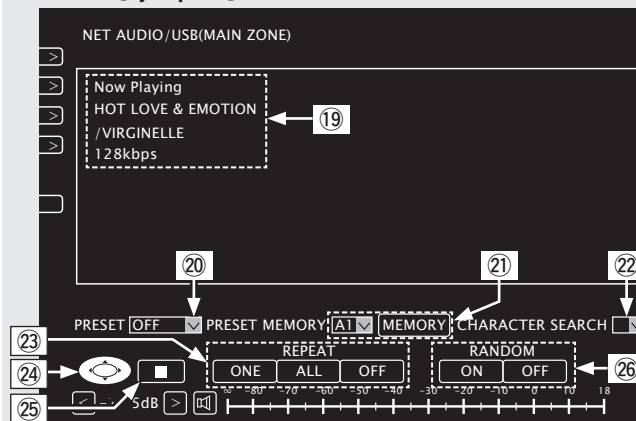 NET AUDIO/USB(MAIN ZONE)
>
>
>
>
Now Playing
HOT LOVE & EMOTION
/VIRGINELLE
128kbps
⑲
⑳ ㉑ ㉒
PRESET OFF PRESET MEMORY A1 MEMORY CHARACTER SEARCH
㉓ REPEAT RANDOM
㉔ ONE ALL OFF ON OFF ㉖
㉕ < 5dB >
∞ -80 -70 -60 -50 -40 -30 -20 -10 0 10 18